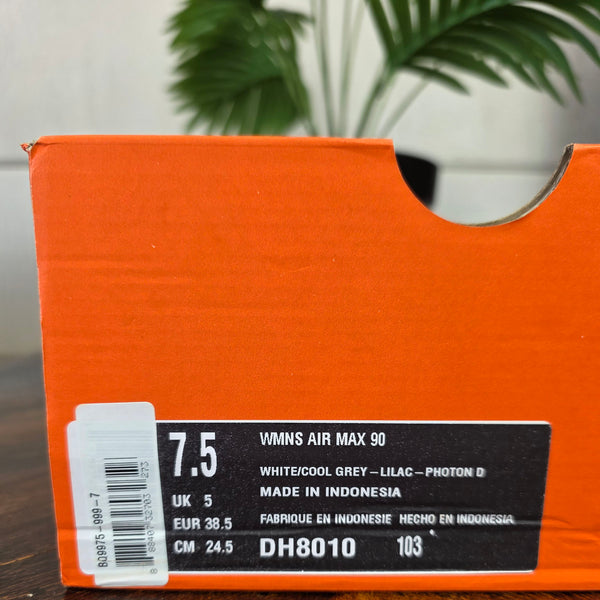 7.5
WMNS AIR MAX 90
WHITE/COOL GREY-LILAC-PHOTON D
MADE IN INDONESIA
UK 5
EUR 38.5
FABRIQUE EN INDONESIE HECHO EN INDONESIA
CM 24.5
DH8010 103
BQ9975-999-7